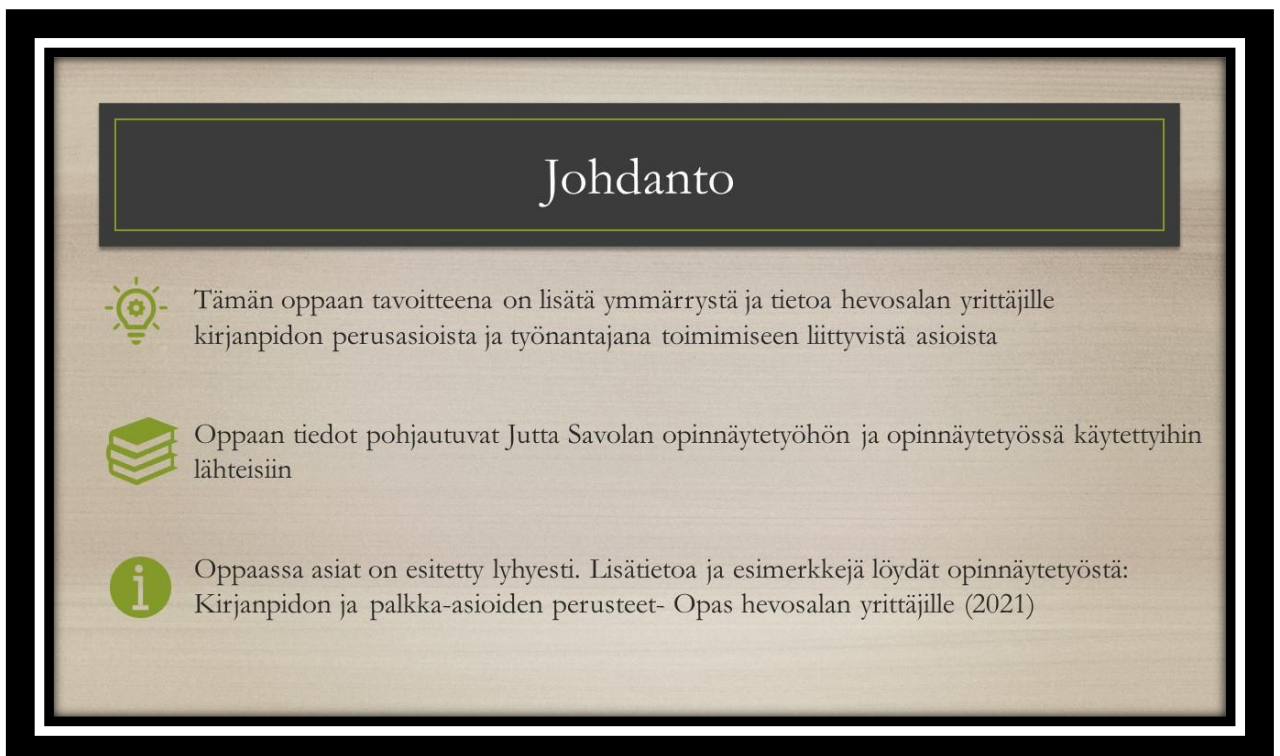 Johdanto
Tämän oppaan tavoitteena on lisätä ymmärrystä ja tietoa hevosalan yrittäjille
kirjanpidon perusasioista ja työnantajana toimimiseen liittyvistä asioista
Oppaan tiedot pohjautuvat Jutta Savolan opinnäytetyöhön ja opinnäytetyössä käytettyihin
lähteisiin
Oppaassa asiat on esitetty lyhyesti. Lisätietoa ja esimerkkejä löydät opinnäytetyöstä:
Kirjanpidon ja palkka-asioiden perusteet- Opas hevosalan yrittäjille (2021)